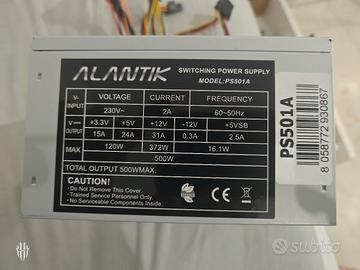 ALANTIK
SWITCHING POWER SUPPLY
MODEL:PS501A
V~ INPUT VOLTAGE CURRENT FREQUENCY
230V~ 2A 60~50Hz
V⎓ OUTPUT +3.3V +5V +12V -12V +5VSB
15A 24A 31A 0.3A 2.5A
MAX 120W 372W 16.1W
500W
TOTAL OUTPUT 500WMAX.
CAUTION!
Do Not Remove This Cover.
Trained Service Personnel Only.
No Serviceable Components Inside.
PS501A
8 058772 930867
subito